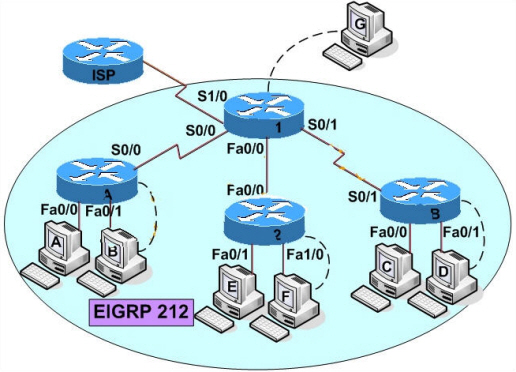 G
ISP
S1/0
1
S0/0
S0/1
Fa0/0
S0/0
A
Fa0/0
Fa0/1
A
B
Fa0/0
2
Fa0/1
Fa1/0
E
F
S0/1
B
Fa0/0
Fa0/1
C
D
EIGRP 212